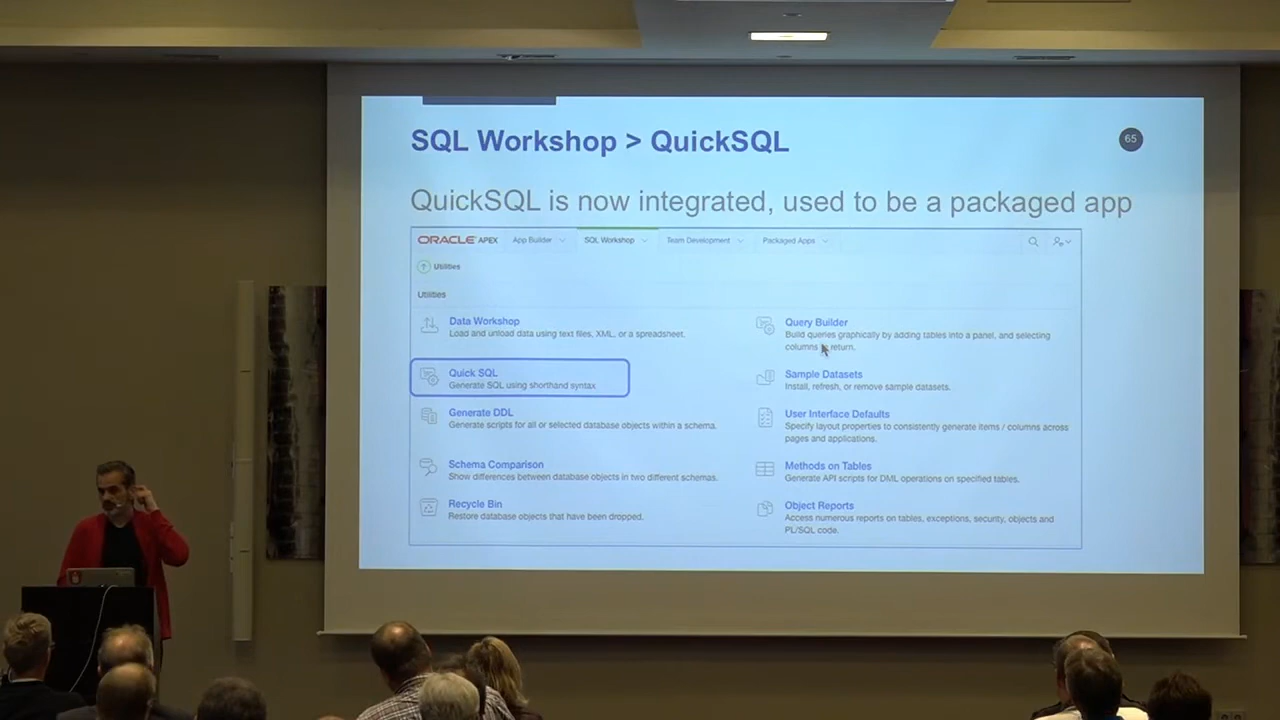 SQL Workshop > QuickSQL
65
QuickSQL is now integrated, used to be a packaged app
ORACLE APEX App Builder SQL Workshop Team Development Packaged Apps
Utilities
Utilities
Data Workshop
Load and unload data using text files, XML, or a spreadsheet.
Query Builder
Build queries graphically by adding tables into a panel, and selecting
columns to return.
Quick SQL
Generate SQL using shorthand syntax.
Sample Datasets
Install, refresh, or remove sample datasets.
Generate DDL
Generate scripts for all or selected database objects within a schema.
User Interface Defaults
Specify layout properties to consistently generate items / columns across
pages and applications.
Schema Comparison
Show differences between database objects in two different schemas.
Methods on Tables
Generate API scripts for DML operations on specified tables.
Recycle Bin
Restore database objects that have been dropped.
Object Reports
Access numerous reports on tables, exceptions, security, objects and
PL/SQL code.